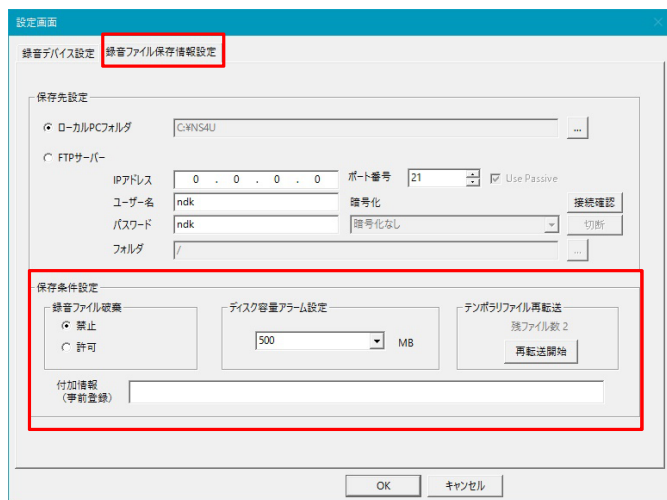 設定画面
録音デバイス設定 録音ファイル保存情報設定
保存先設定
ローカルPCフォルダ C:¥NS4U ...
FTPサーバー
IPアドレス 0 . 0 . 0 . 0 ポート番号 21 Use Passive
ユーザー名 ndk 暗号化 接続確認
パスワード ndk 暗号化なし 切断
フォルダ / ...
保存条件設定
録音ファイル破棄 ディスク容量アラーム設定 テンポラリファイル再転送
禁止 残ファイル数 2
500 MB
許可 再転送開始
付加情報
(事前登録)
OK キャンセル